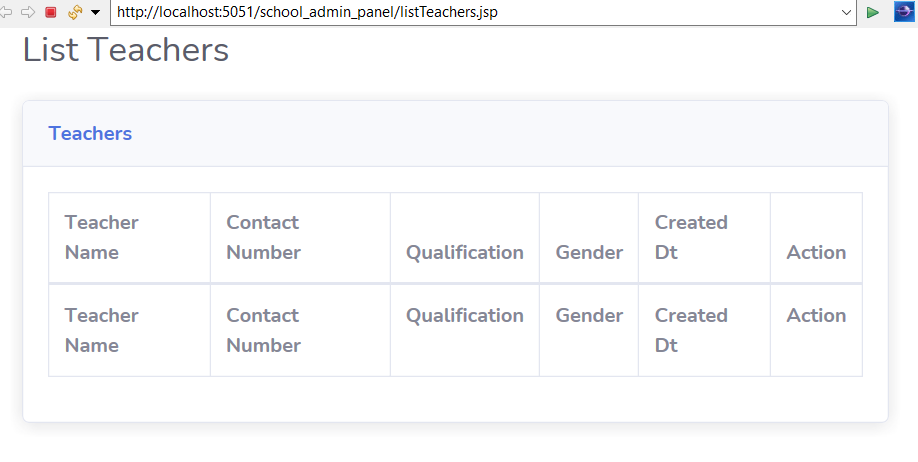 http://localhost:5051/school_admin_panel/listTeachers.jsp
List Teachers
Teachers
Teacher Name Contact Number Qualification Gender Created Dt Action
Teacher Name Contact Number Qualification Gender Created Dt Action